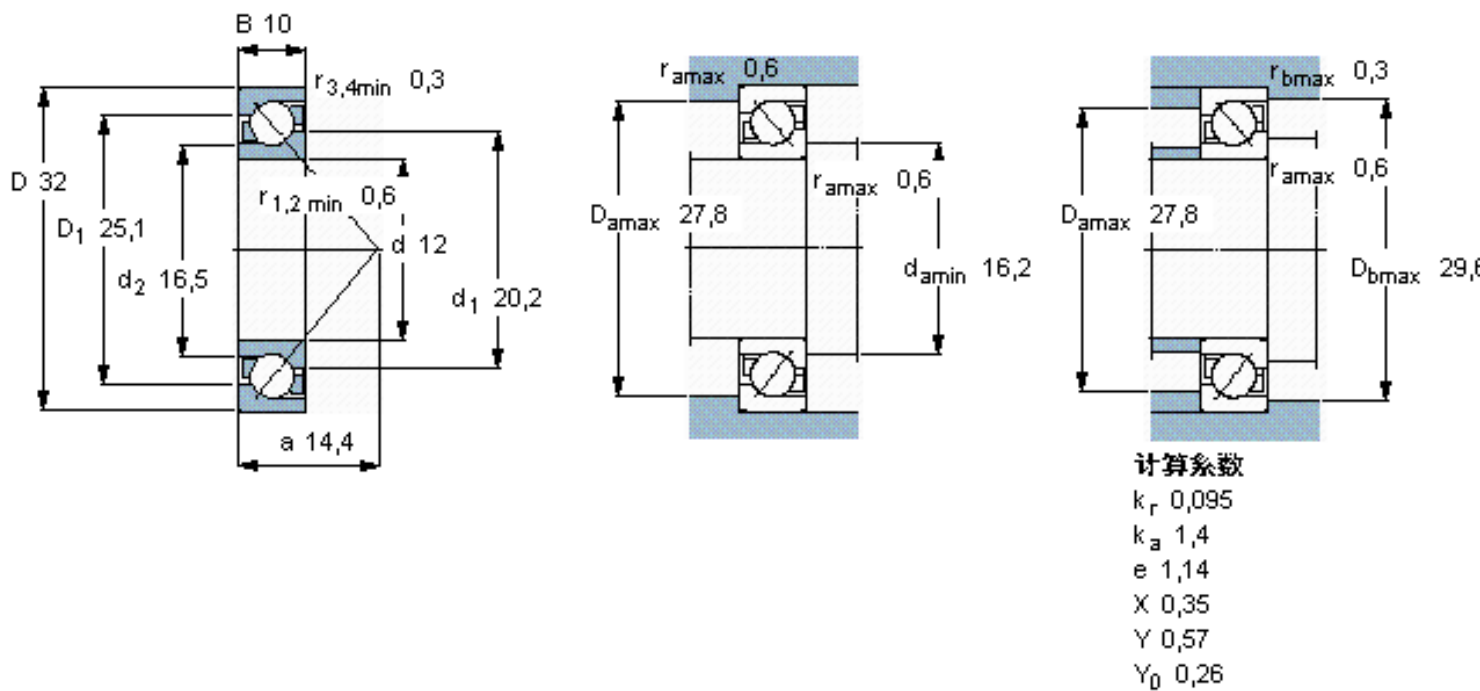 B 10
r3,4min 0,3
D 32
D1 25,1
r1,2 min 0,6
d 12
d2 16,5
d1 20,2
a 14,4
ramax 0,6
ramax 0,6
Damax 27,8
damin 16,2
rbmax 0,3
ramax 0,6
Damax 27,8
Dbmax 29,6
计算系数
kr 0,095
ka 1,4
e 1,14
X 0,35
Y 0,57
Y0 0,26